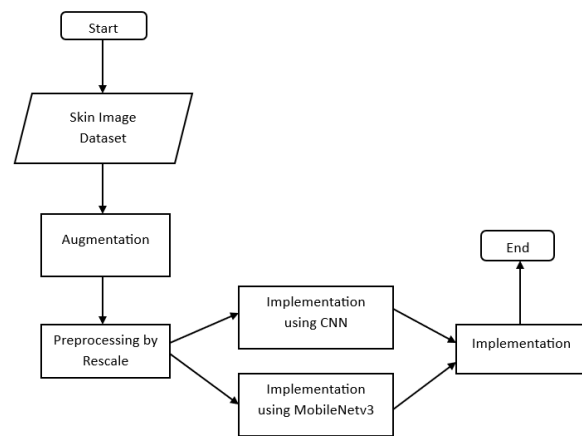 Start
Skin Image
Dataset
Augmentation
Preprocessing by
Rescale
Implementation
using CNN
Implementation
using MobileNetv3
Implementation
End